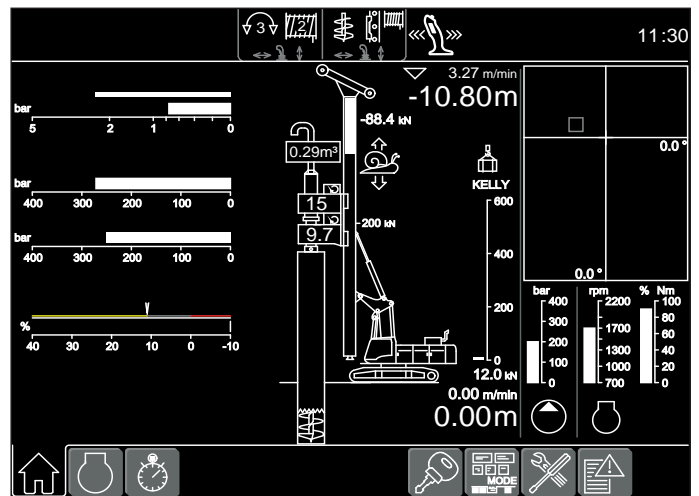 3 2 11:30
3.27 m/min
-10.80m
bar
5 2 1 0
-88.4 kN
0.29m³
0.0°
KELLY
bar
400 300 200 100 0
15
600
200 kN
9.7
bar
400 300 200 100 0
400
0.0°
bar rpm % Nm
400 2200 100
300 1700 80
200 1300 60
100 1000 40
0 700 20
0
200
%
40 30 20 10 0 -10
0
12.0 kN
0.00 m/min
0.00m
MODE